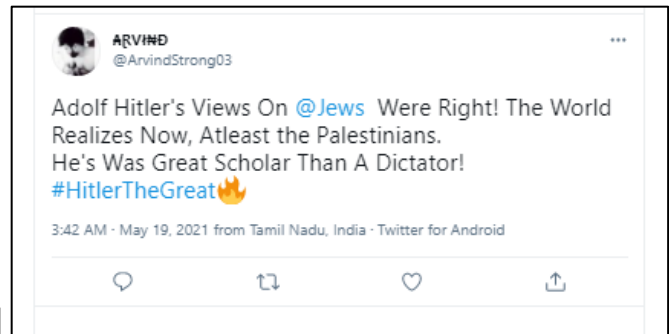 ARVIND
@ArvindStrong03
Adolf Hitler's Views On @Jews Were Right! The World
Realizes Now, Atleast the Palestinians.
He's Was Great Scholar Than A Dictator!
#HitlerTheGreat🔥
3:42 AM · May 19, 2021 from Tamil Nadu, India · Twitter for Android